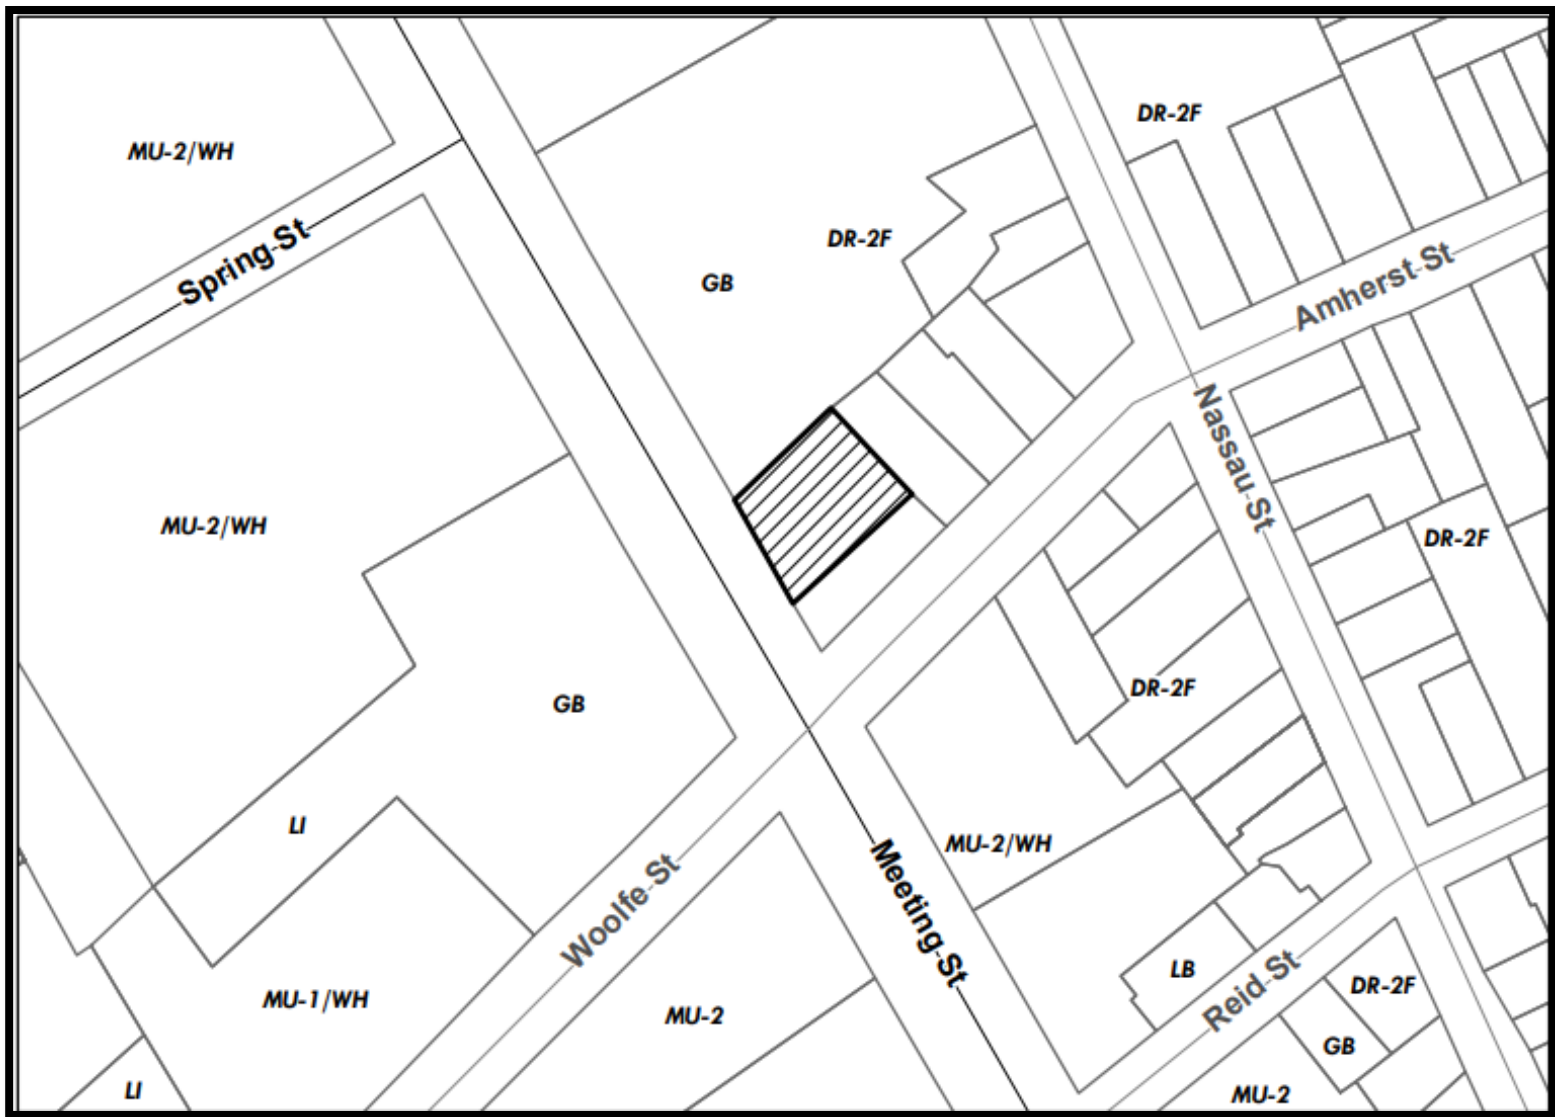 DR-2F
MU-2/WH
Spring St
DR-2F
GB
Amherst St
Nassau St
MU-2/WH
DR-2F
DR-2F
GB
LI
MU-2/WH
Meeting St
Woolfe St
LB
DR-2F
MU-1/WH
Reid St
MU-2
GB
LI
MU-2